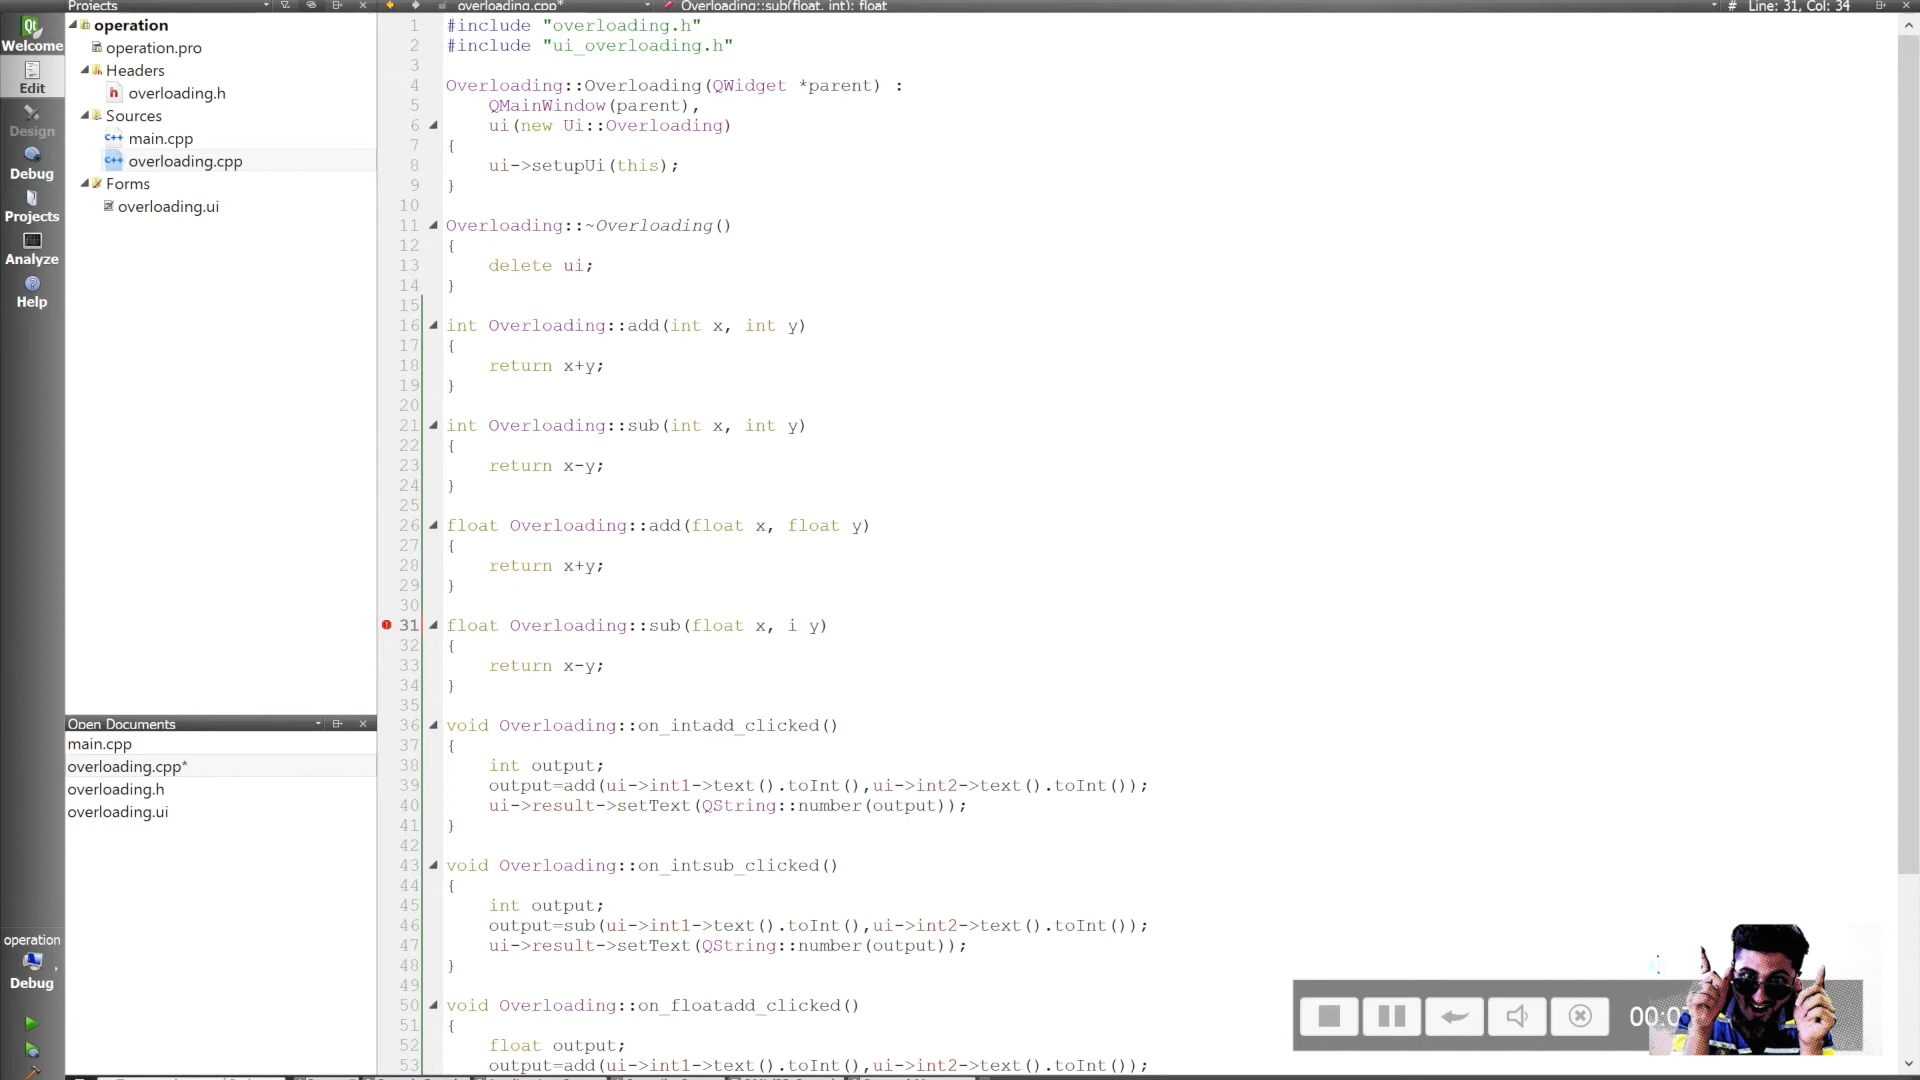 Projects
overloading.cpp*
Overloading::sub(float, int): float
# Line: 31, Col: 34
Welcome
Edit
Design
Debug
Projects
Analyze
Help
operation
Debug
operation
operation.pro
Headers
overloading.h
Sources
main.cpp
overloading.cpp
Forms
overloading.ui
Open Documents
main.cpp
overloading.cpp*
overloading.h
overloading.ui
1 #include "overloading.h"
2 #include "ui_overloading.h"
3
4 Overloading::Overloading(QWidget *parent) :
5     QMainWindow(parent),
6     ui(new Ui::Overloading)
7 {
8     ui->setupUi(this);
9 }
10
11 Overloading::~Overloading()
12 {
13     delete ui;
14 }
15
16 int Overloading::add(int x, int y)
17 {
18     return x+y;
19 }
20
21 int Overloading::sub(int x, int y)
22 {
23     return x-y;
24 }
25
26 float Overloading::add(float x, float y)
27 {
28     return x+y;
29 }
30
31 float Overloading::sub(float x, i y)
32 {
33     return x-y;
34 }
35
36 void Overloading::on_intadd_clicked()
37 {
38     int output;
39     output=add(ui->int1->text().toInt(),ui->int2->text().toInt());
40     ui->result->setText(QString::number(output));
41 }
42
43 void Overloading::on_intsub_clicked()
44 {
45     int output;
46     output=sub(ui->int1->text().toInt(),ui->int2->text().toInt());
47     ui->result->setText(QString::number(output));
48 }
49
50 void Overloading::on_floatadd_clicked()
51 {
52     float output;
53     output=add(ui->int1->text().toInt(),ui->int2->text().toInt());